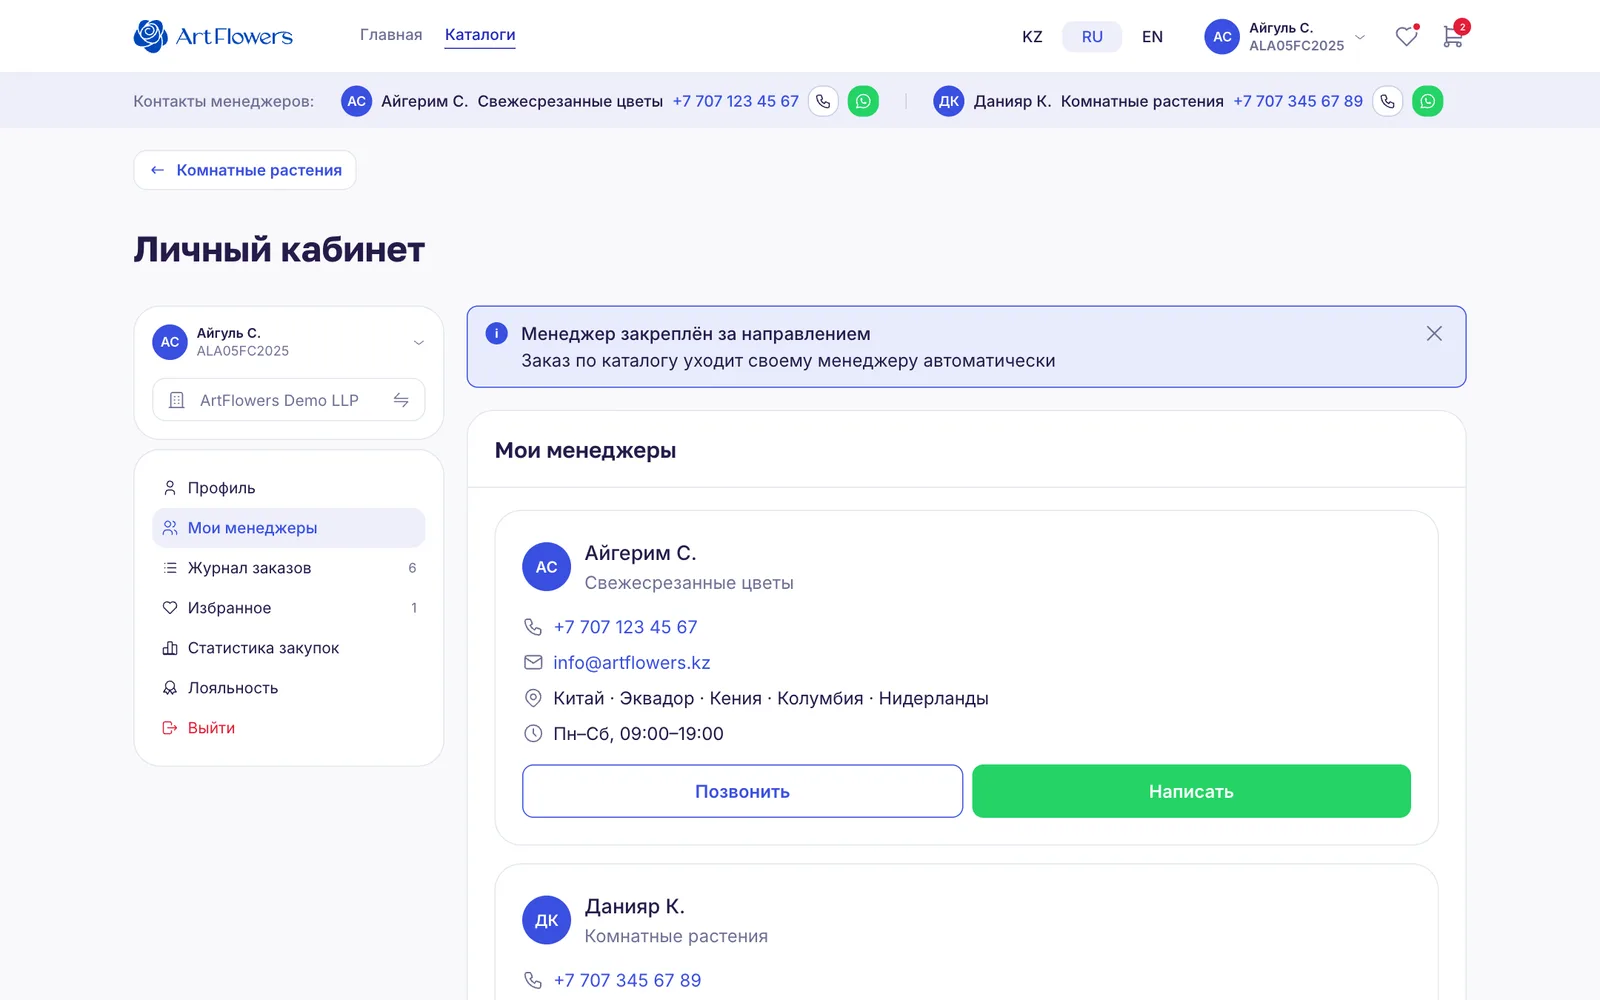 ArtFlowers
Главная
Каталоги
KZ
RU
EN
АС
Айгуль С.
ALA05FC2025
2
Контакты менеджеров:
АС
Айгерим С.
Свежесрезанные цветы
+7 707 123 45 67
ДК
Данияр К.
Комнатные растения
+7 707 345 67 89
← Комнатные растения
Личный кабинет
АС
Айгуль С.
ALA05FC2025
ArtFlowers Demo LLP
Профиль
Мои менеджеры
Журнал заказов 6
Избранное 1
Статистика закупок
Лояльность
Выйти
Менеджер закреплён за направлением
Заказ по каталогу уходит своему менеджеру автоматически
Мои менеджеры
АС
Айгерим С.
Свежесрезанные цветы
+7 707 123 45 67
info@artflowers.kz
Китай · Эквадор · Кения · Колумбия · Нидерланды
Пн–Сб, 09:00–19:00
Позвонить
Написать
ДК
Данияр К.
Комнатные растения
+7 707 345 67 89